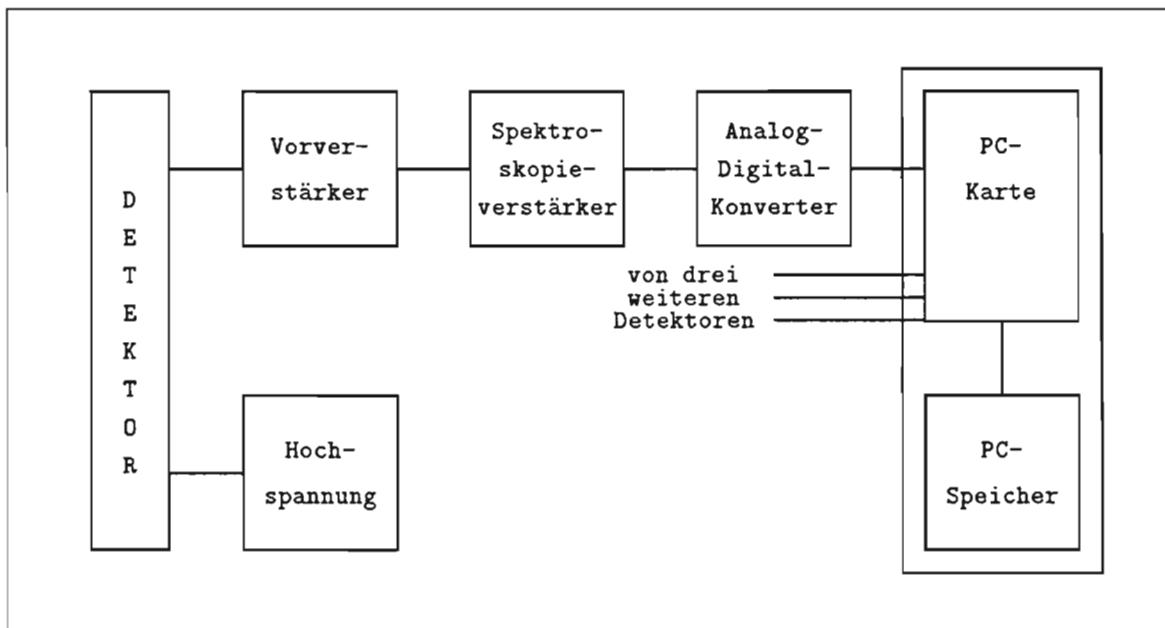 D
E
T
E
K
T
O
R
Vorver-
stärker
Spektro-
skopie-
verstärker
Analog-
Digital-
Konverter
PC-
Karte
von drei
weiteren
Detektoren
Hoch-
spannung
PC-
Speicher